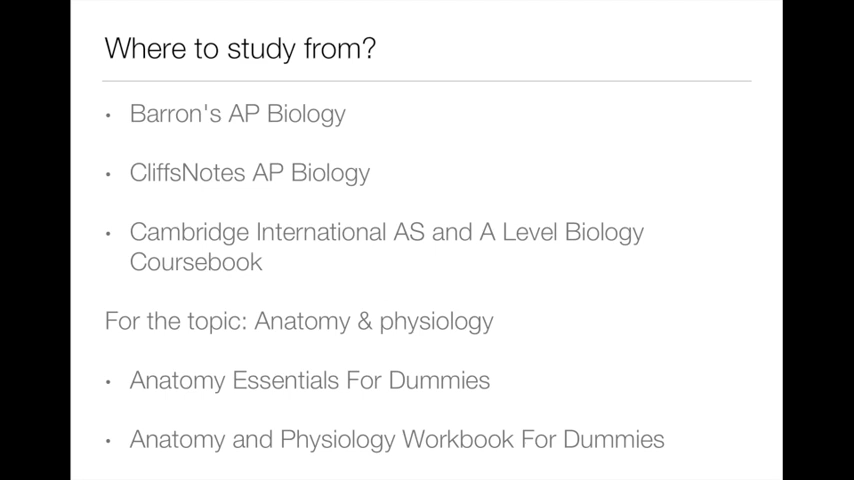 Where to study from?
• Barron's AP Biology
• CliffsNotes AP Biology
• Cambridge International AS and A Level Biology
Coursebook
For the topic: Anatomy & physiology
• Anatomy Essentials For Dummies
• Anatomy and Physiology Workbook For Dummies